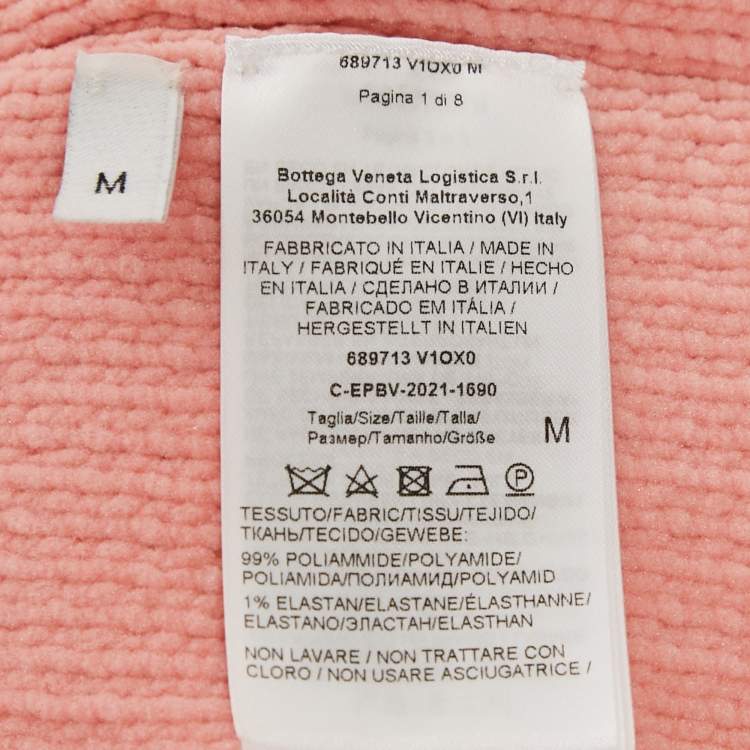 M
689713 V1OX0 M
Pagina 1 di 8
Bottega Veneta Logistica S.r.l.
Località Conti Maltraverso,1
36054 Montebello Vicentino (VI) Italy
FABBRICATO IN ITALIA / MADE IN
ITALY / FABRIQUÉ EN ITALIE / HECHO
EN ITALIA / СДЕЛАНО В ИТАЛИИ /
FABRICADO EM ITÁLIA /
HERGESTELLT IN ITALIEN
689713 V1OX0
C-EPBV-2021-1690
Taglia/Size/Taille/Talla/
Размер/Tamanho/Größe M
P
TESSUTO/FABRIC/TISSU/TEJIDO/
ТКАНЬ/TECIDO/GEWEBE:
99% POLIAMMIDE/POLYAMIDE/
POLIAMIDA/ПОЛИАМИД/POLYAMID
1% ELASTAN/ELASTANE/ÉLASTHANNE/
ELASTANO/ЭЛАСТАН/ELASTHAN
NON LAVARE / NON TRATTARE CON
CLORO / NON USARE ASCIUGATRICE /